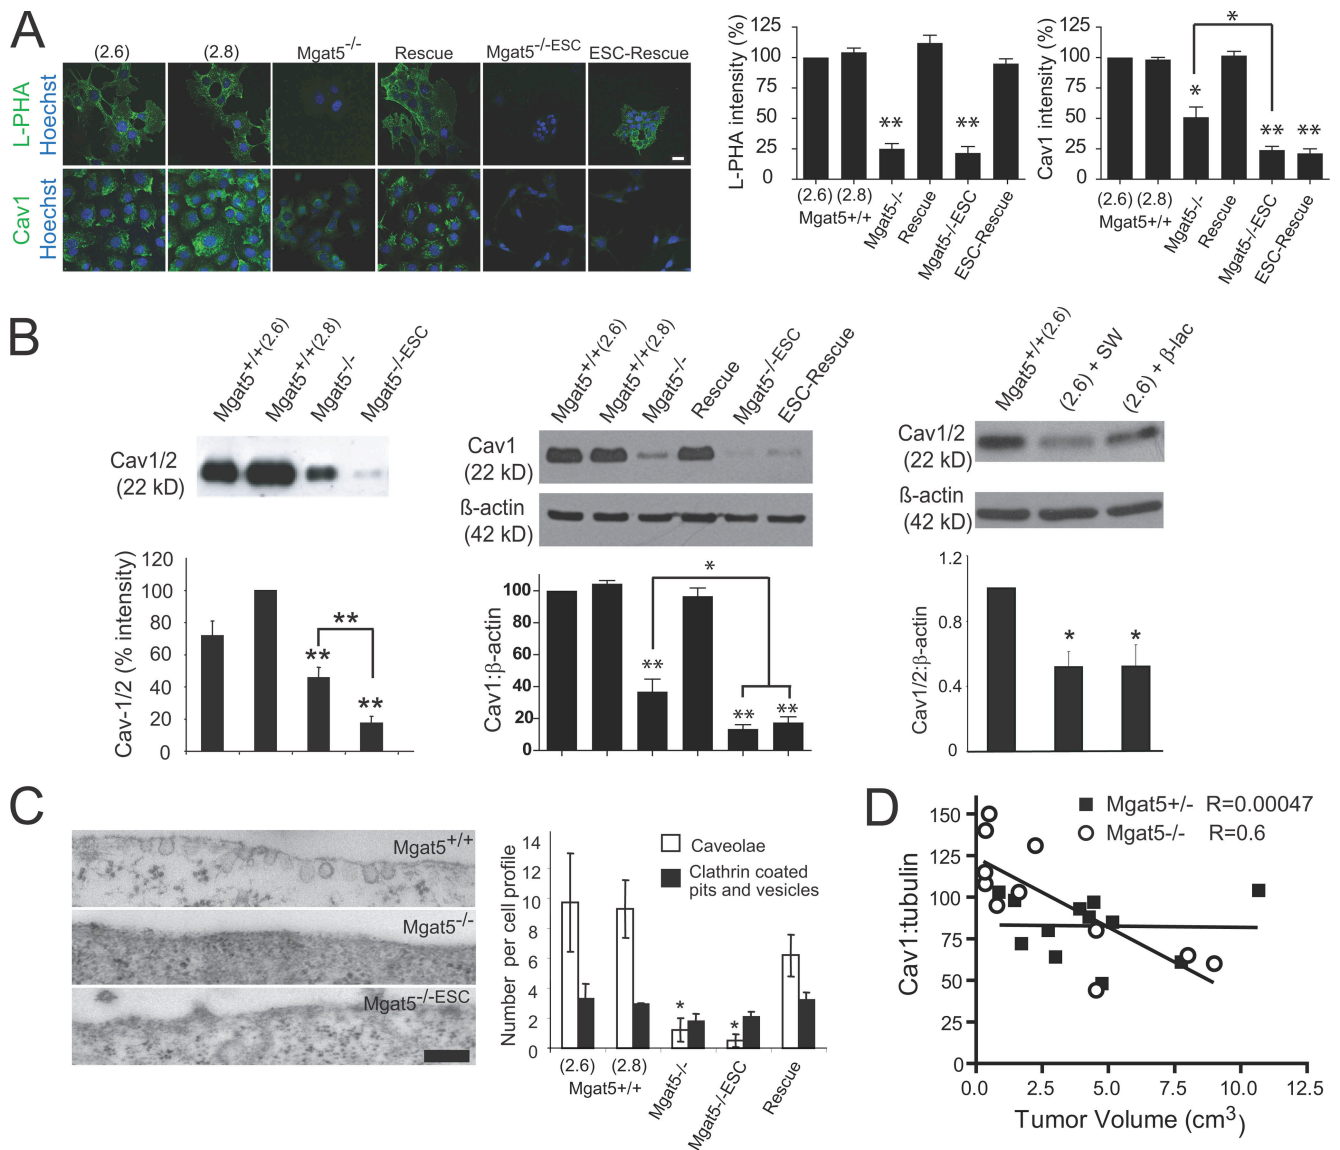 A
(2.6) (2.8) Mgat5-/- Rescue Mgat5-/-ESC ESC-Rescue
L-PHA
Hoechst
Cav1
Hoechst
L-PHA intensity (%)
125
100
75
50
25
0
** **
(2.6) (2.8)
Mgat5+/+
Mgat5-/-
Rescue
Mgat5-/-ESC
ESC-Rescue
Cav1 intensity (%)
125
100
75
50
25
0
*
* ** **
(2.6) (2.8)
Mgat5+/+
Mgat5-/-
Rescue
Mgat5-/-ESC
ESC-Rescue
B
Mgat5+/+(2.6)
Mgat5+/+(2.8)
Mgat5-/-
Mgat5-/-ESC
Cav1/2
(22 kD)
Cav-1/2 (% intensity)
120
100
80
60
40
20
0
**
** **
Mgat5+/+(2.6)
Mgat5+/+(2.8)
Mgat5-/-
Rescue
Mgat5-/-ESC
ESC-Rescue
Cav1
(22 kD)
ß-actin
(42 kD)
Cav1:β-actin
100
80
60
40
20
0
*
** ** **
Mgat5+/+(2.6)
(2.6) + SW
(2.6) + β-lac
Cav1/2
(22 kD)
ß-actin
(42 kD)
Cav1/2:β-actin
1.2
0.8
0.4
0
* *
C
Mgat5+/+
Mgat5-/-
Mgat5-/-ESC
Number per cell profile
14
12
10
8
6
4
2
0
Caveolae
Clathrin coated
pits and vesicles
* *
(2.6) (2.8)
Mgat5+/+
Mgat5-/-
Mgat5-/-ESC
Rescue
D
Mgat5+/- R=0.00047
Mgat5-/- R=0.6
Cav1:tubulin
150
125
100
75
50
25
0
0.0 2.5 5.0 7.5 10.0 12.5
Tumor Volume (cm3)